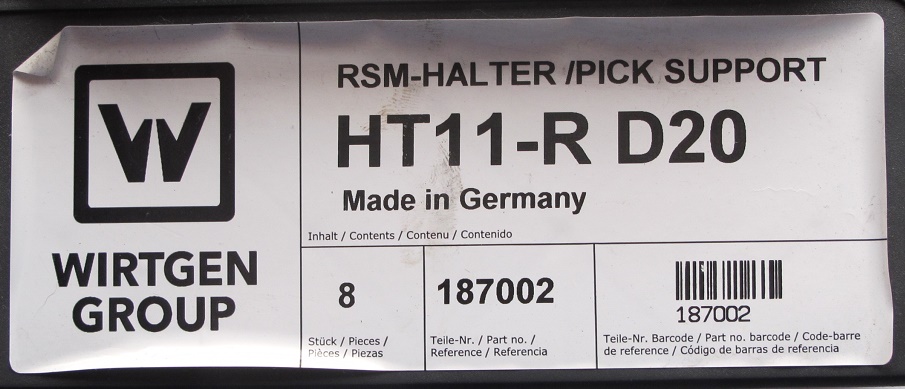 W
WIRTGEN
GROUP
RSM-HALTER /PICK SUPPORT
HT11-R D20
Made in Germany
Inhalt / Contents / Contenu / Contenido
8
Stück / Pieces /
Pièces / Piezas
187002
Teile-Nr. / Part no. /
Reference / Referencia
187002
Teile-Nr. Barcode / Part no. barcode / Code-barre
de reference / Código de barras de referencia